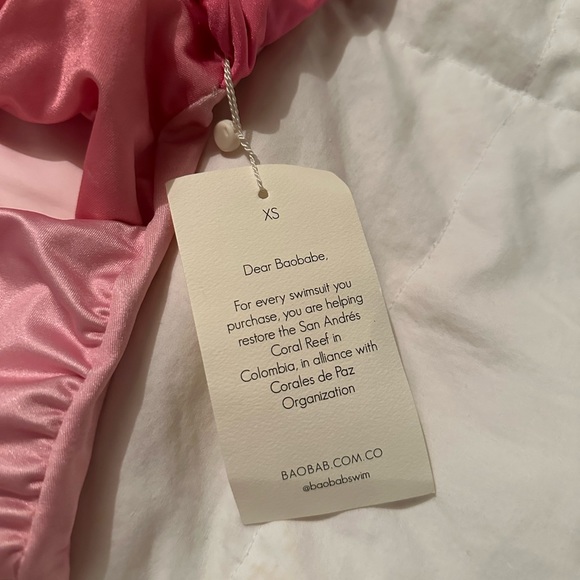 XS
Dear Baobabe,
For every swimsuit you
purchase, you are helping
restore the San Andrés
Coral Reef in
Colombia, in alliance with
Corales de Paz
Organization
BAOBAB.COM.CO
@baobabswim